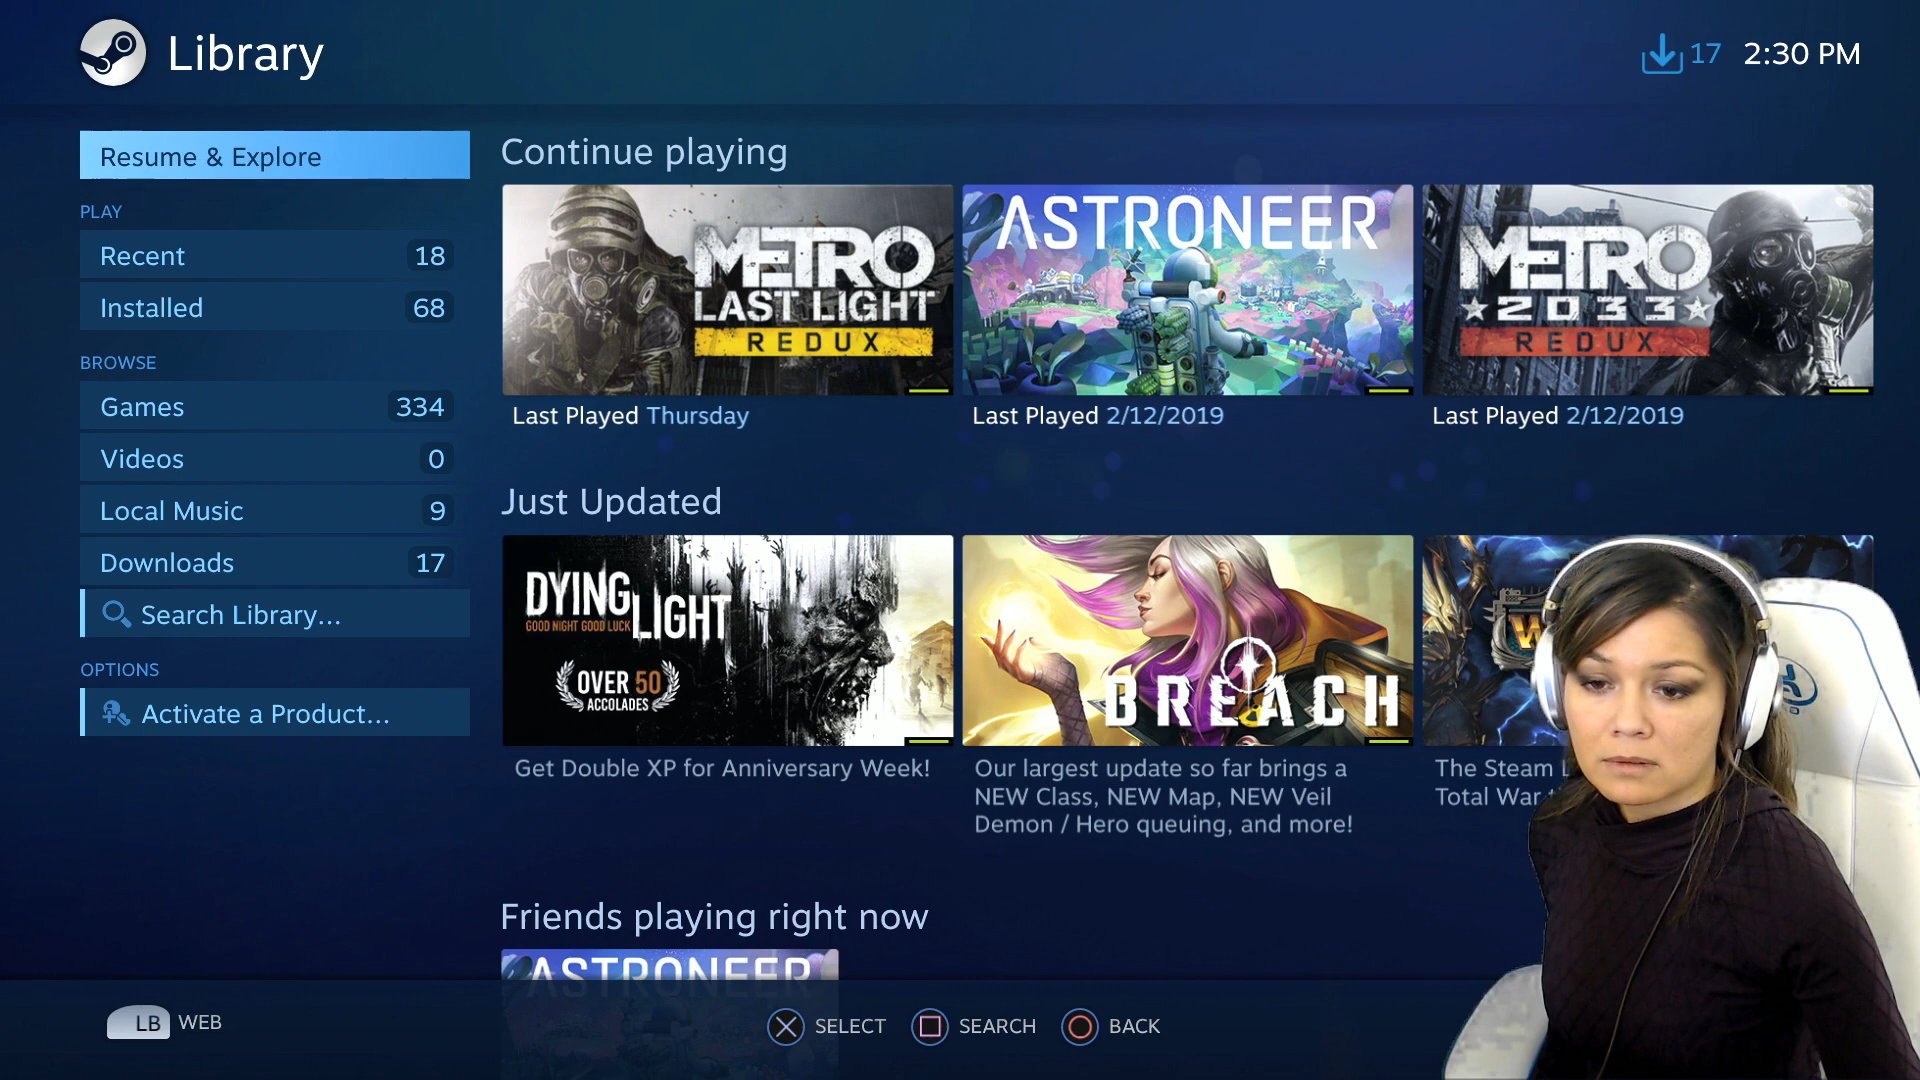 Library
17 2:30 PM
Resume & Explore
PLAY
Recent 18
Installed 68
BROWSE
Games 334
Videos 0
Local Music 9
Downloads 17
Search Library...
OPTIONS
Activate a Product...
Continue playing
METRO
LAST LIGHT
REDUX
Last Played Thursday
ASTRONEER
Last Played 2/12/2019
METRO
2033
REDUX
Last Played 2/12/2019
Just Updated
DYING LIGHT
GOOD NIGHT GOOD LUCK
OVER 50
ACCOLADES
Get Double XP for Anniversary Week!
BREACH
Our largest update so far brings a
NEW Class, NEW Map, NEW Veil
Demon / Hero queuing, and more!
The Steam
Total War
Friends playing right now
ASTRONEER
LB WEB
SELECT SEARCH BACK